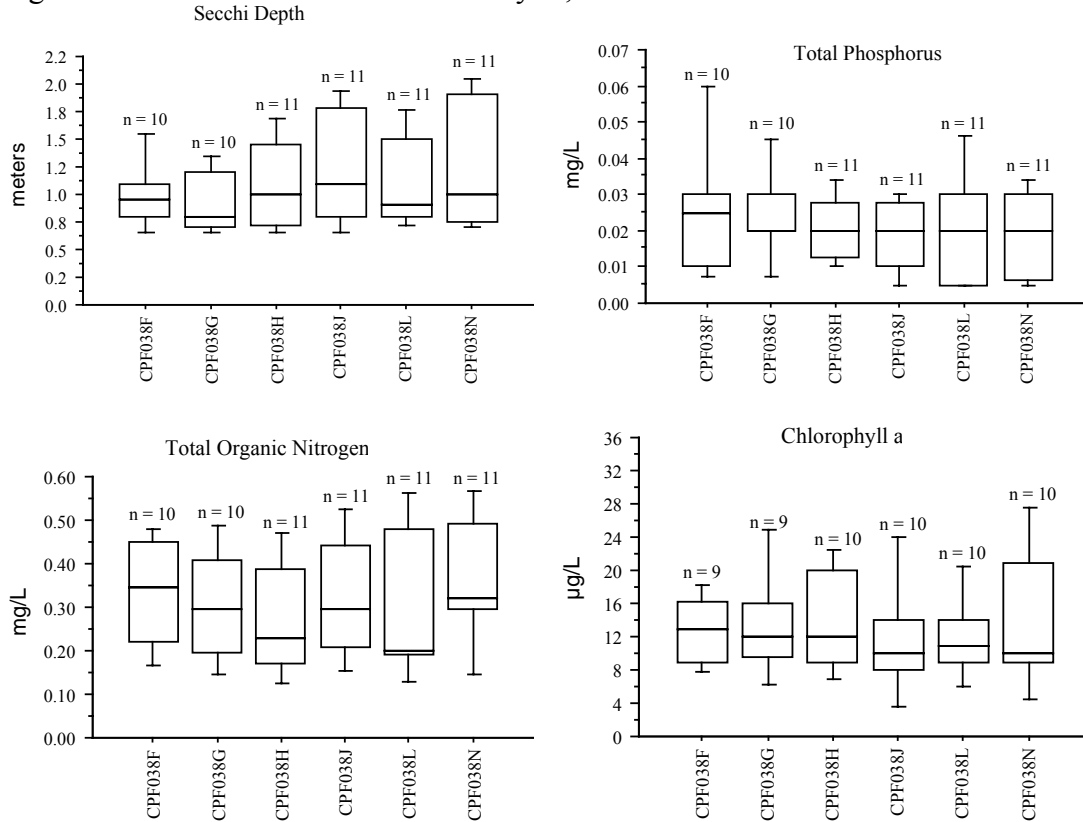 Secchi Depth
meters
2.2
2.0
1.8
1.5
1.2
1.0
0.8
0.5
0.2
0.0
n = 10
n = 10
n = 11
n = 11
n = 11
n = 11
CPF038F
CPF038G
CPF038H
CPF038J
CPF038L
CPF038N
Total Phosphorus
mg/L
0.07
0.06
0.05
0.04
0.03
0.02
0.01
0.00
n = 10
n = 10
n = 11
n = 11
n = 11
n = 11
CPF038F
CPF038G
CPF038H
CPF038J
CPF038L
CPF038N
Total Organic Nitrogen
mg/L
0.60
0.50
0.40
0.30
0.20
0.10
0.00
n = 10
n = 10
n = 11
n = 11
n = 11
n = 11
CPF038F
CPF038G
CPF038H
CPF038J
CPF038L
CPF038N
Chlorophyll a
µg/L
36
32
28
24
20
16
12
8
4
0
n = 9
n = 9
n = 10
n = 10
n = 10
n = 10
CPF038F
CPF038G
CPF038H
CPF038J
CPF038L
CPF038N